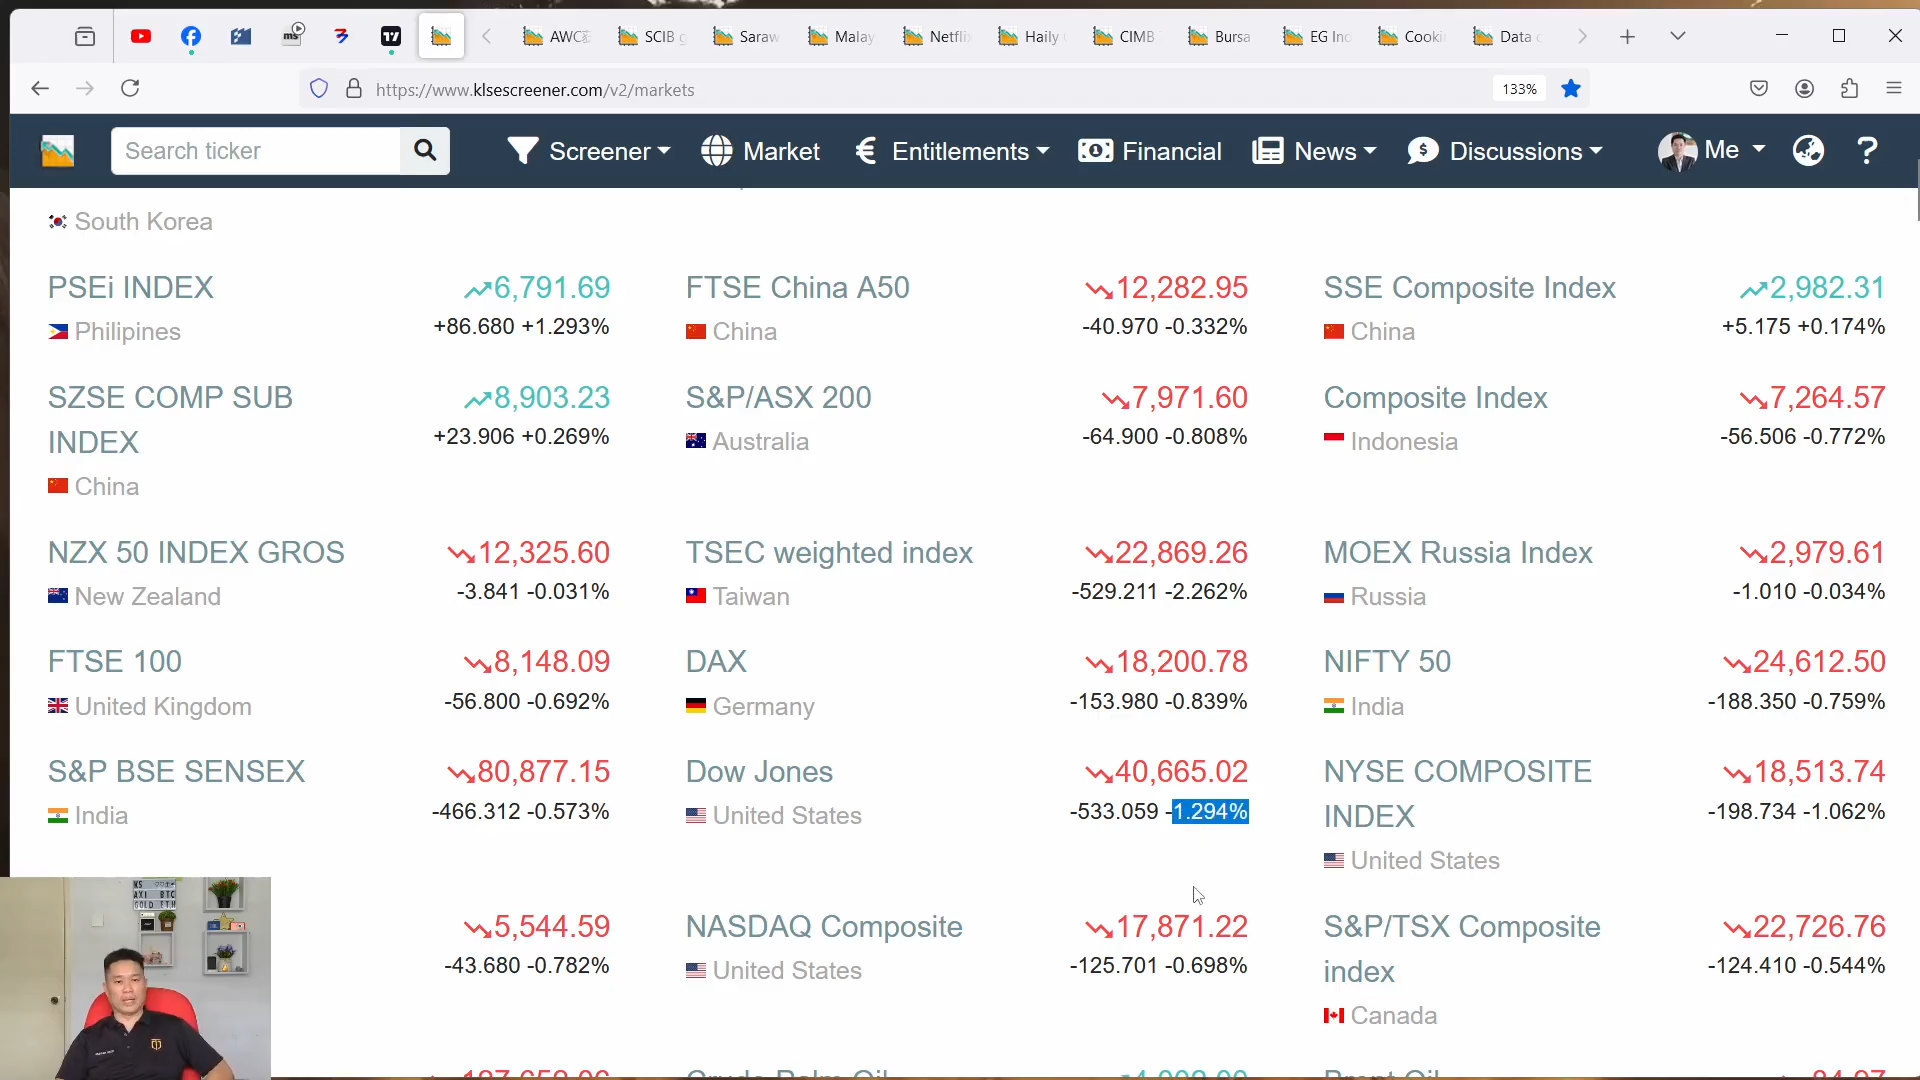 AWC
SCIB g
Saraw
Malay
Netfli
Haily
CIMB
Bursa
EG Inc
Cooki
Data
https://www.klsescreener.com/v2/markets
133%
Search ticker
Screener
Market
Entitlements
Financial
News
Discussions
Me
South Korea
PSEi INDEX
6,791.69
Philipines
+86.680 +1.293%
FTSE China A50
12,282.95
China
-40.970 -0.332%
SSE Composite Index
2,982.31
China
+5.175 +0.174%
SZSE COMP SUB
INDEX
8,903.23
China
+23.906 +0.269%
S&P/ASX 200
7,971.60
Australia
-64.900 -0.808%
Composite Index
7,264.57
Indonesia
-56.506 -0.772%
NZX 50 INDEX GROS
12,325.60
New Zealand
-3.841 -0.031%
TSEC weighted index
22,869.26
Taiwan
-529.211 -2.262%
MOEX Russia Index
2,979.61
Russia
-1.010 -0.034%
FTSE 100
8,148.09
United Kingdom
-56.800 -0.692%
DAX
18,200.78
Germany
-153.980 -0.839%
NIFTY 50
24,612.50
India
-188.350 -0.759%
S&P BSE SENSEX
80,877.15
India
-466.312 -0.573%
Dow Jones
40,665.02
United States
-533.059 -1.294%
NYSE COMPOSITE
INDEX
18,513.74
United States
-198.734 -1.062%
5,544.59
-43.680 -0.782%
NASDAQ Composite
17,871.22
United States
-125.701 -0.698%
S&P/TSX Composite
index
22,726.76
Canada
-124.410 -0.544%
Crude Palm Oil
Brent Oil
AXI BTC
GOLD ETH